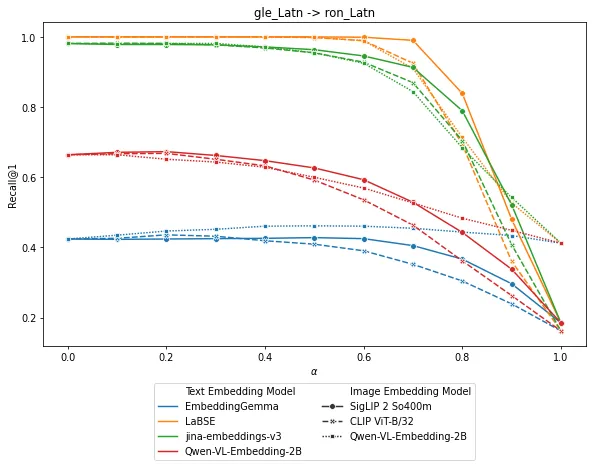 gle_Latn -> ron_Latn
1.0
0.8
0.6
0.4
0.2
Recall@1
0.0 0.2 0.4 0.6 0.8 1.0
α
Text Embedding Model
EmbeddingGemma
LaBSE
jina-embeddings-v3
Qwen-VL-Embedding-2B
Image Embedding Model
SigLIP 2 So400m
CLIP ViT-B/32
Qwen-VL-Embedding-2B